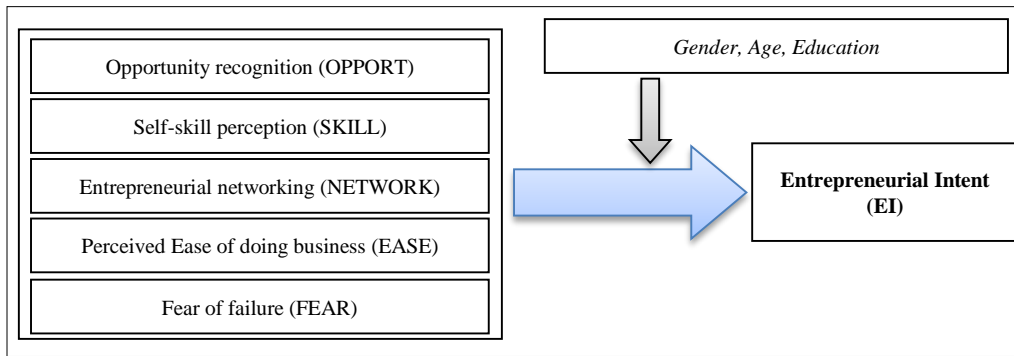 Opportunity recognition (OPPORT)
Self-skill perception (SKILL)
Entrepreneurial networking (NETWORK)
Perceived Ease of doing business (EASE)
Fear of failure (FEAR)
Gender, Age, Education
Entrepreneurial Intent
(EI)